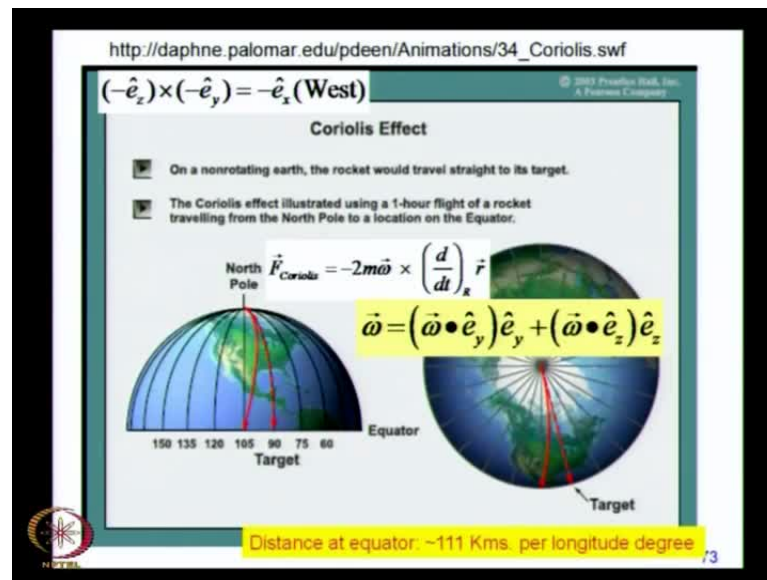 http://daphne.palomar.edu/pdeen/Animations/34_Coriolis.swf
(-ê_z)×(-ê_y) = -ê_x (West)
© 2003 Prentice Hall, Inc.
A Pearson Company
Coriolis Effect
On a nonrotating earth, the rocket would travel straight to its target.
The Coriolis effect illustrated using a 1-hour flight of a rocket
travelling from the North Pole to a location on the Equator.
North
Pole
F⃗_Coriolis = -2mω⃗ × (d/dt)_R r⃗
ω⃗ = (ω⃗ • ê_y) ê_y + (ω⃗ • ê_z) ê_z
Equator
150 135 120 105 90 75 60
Target
Target
Distance at equator: ~111 Kms. per longitude degree
73
NPTEL